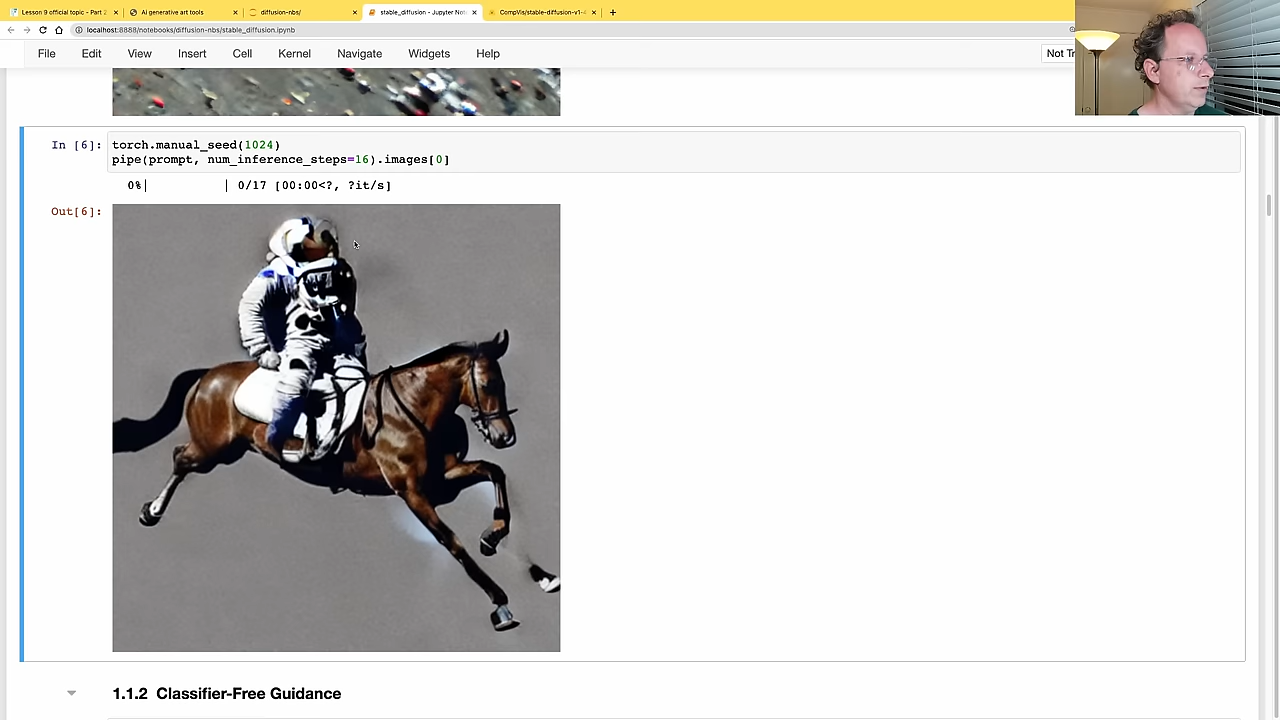 Lesson 9 official topic - Part 2
AI generative art tools
diffusion-nbs/
stable_diffusion - Jupyter Not
CompVis/stable-diffusion-v1-4
localhost:8888/notebooks/diffusion-nbs/stable_diffusion.ipynb
File Edit View Insert Cell Kernel Navigate Widgets Help Not Tr
In [6]: torch.manual_seed(1024)
pipe(prompt, num_inference_steps=16).images[0]
0%| | 0/17 [00:00<?, ?it/s]
Out[6]:
1.1.2 Classifier-Free Guidance